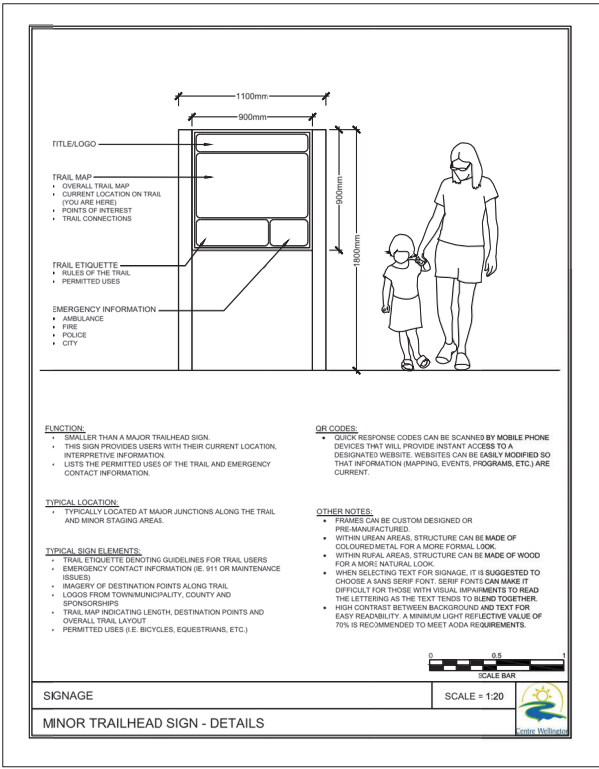 1100mm
900mm
TITLE/LOGO
TRAIL MAP
OVERALL TRAIL MAP
CURRENT LOCATION ON TRAIL
(YOU ARE HERE)
POINTS OF INTEREST
TRAIL CONNECTIONS
900mm
1800mm
TRAIL ETIQUETTE
RULES OF THE TRAIL
PERMITTED USES
EMERGENCY INFORMATION
AMBULANCE
FIRE
POLICE
CITY
FUNCTION:
SMALLER THAN A MAJOR TRAILHEAD SIGN.
THIS SIGN PROVIDES USERS WITH THEIR CURRENT LOCATION,
INTERPRETIVE INFORMATION.
LISTS THE PERMITTED USES OF THE TRAIL AND EMERGENCY
CONTACT INFORMATION.
TYPICAL LOCATION:
TYPICALLY LOCATED AT MAJOR JUNCTIONS ALONG THE TRAIL
AND MINOR STAGING AREAS.
TYPICAL SIGN ELEMENTS:
TRAIL ETIQUETTE DENOTING GUIDELINES FOR TRAIL USERS
EMERGENCY CONTACT INFORMATION (IE. 911 OR MAINTENANCE
ISSUES)
IMAGERY OF DESTINATION POINTS ALONG TRAIL
LOGOS FROM TOWN/MUNICIPALITY, COUNTY AND
SPONSORSHIPS
TRAIL MAP INDICATING LENGTH, DESTINATION POINTS AND
OVERALL TRAIL LAYOUT
PERMITTED USES (I.E. BICYCLES, EQUESTRIANS, ETC.)
QR CODES:
QUICK RESPONSE CODES CAN BE SCANNED BY MOBILE PHONE
DEVICES THAT WILL PROVIDE INSTANT ACCESS TO A
DESIGNATED WEBSITE. WEBSITES CAN BE EASILY MODIFIED SO
THAT INFORMATION (MAPPING, EVENTS, PROGRAMS, ETC.) ARE
CURRENT.
OTHER NOTES:
FRAMES CAN BE CUSTOM DESIGNED OR
PRE-MANUFACTURED.
WITHIN URBAN AREAS, STRUCTURE CAN BE MADE OF
COLOURED METAL FOR A MORE FORMAL LOOK.
WITHIN RURAL AREAS, STRUCTURE CAN BE MADE OF WOOD
FOR A MORE NATURAL LOOK.
WHEN SELECTING TEXT FOR SIGNAGE, IT IS SUGGESTED TO
CHOOSE A SANS SERIF FONT. SERIF FONTS CAN MAKE IT
DIFFICULT FOR THOSE WITH VISUAL IMPAIRMENTS TO READ
THE LETTERING AS THE TEXT TENDS TO BLEND TOGETHER.
HIGH CONTRAST BETWEEN BACKGROUND AND TEXT FOR
EASY READABILITY. A MINIMUM LIGHT REFLECTIVE VALUE OF
70% IS RECOMMENDED TO MEET AODA REQUIREMENTS.
0 0.5 1
SCALE BAR
SIGNAGE
SCALE = 1:20
MINOR TRAILHEAD SIGN - DETAILS
Centre Wellington